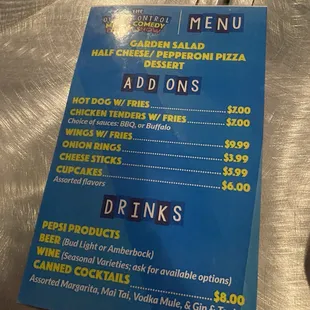 CONTROL
COMEDY
MENU
GARDEN SALAD
HALF CHEESE/ PEPPERONI PIZZA
DESSERT
ADD ONS
HOT DOG W/ FRIES $7.00
CHICKEN TENDERS W/ FRIES $7.00
Choice of sauces: BBQ, or Buffalo
WINGS W/ FRIES $9.99
ONION RINGS $3.99
CHEESE STICKS $5.99
CUPCAKES $6.00
Assorted flavors
DRINKS
PEPSI PRODUCTS
BEER (Bud Light or Amberbock)
WINE (Seasonal Varieties; ask for available options)
CANNED COCKTAILS $8.00
Assorted Margarita, Mai Tai, Vodka Mule, & Gin &